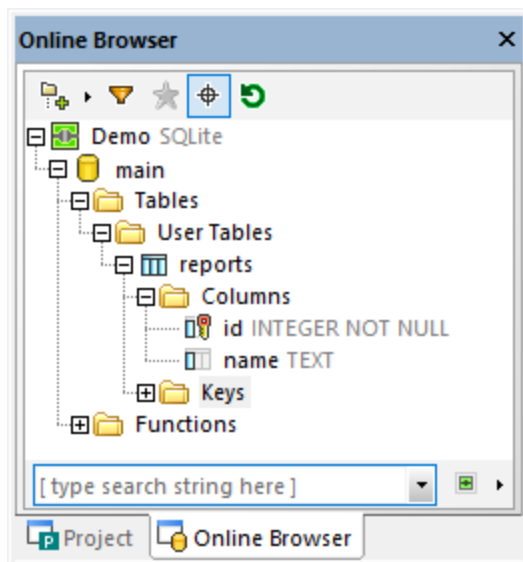 Online Browser
Demo SQLite
main
Tables
User Tables
reports
Columns
id INTEGER NOT NULL
name TEXT
Keys
Functions
[ type search string here ]
Project Online Browser